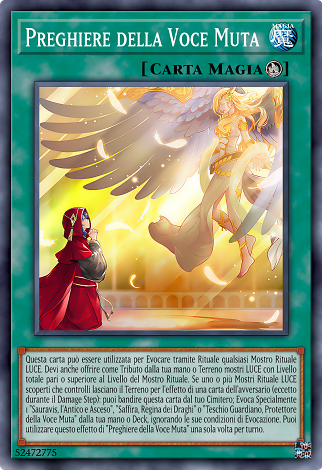 PREGHIERE DELLA VOCE MUTA
MAGIA
魔
[CARTA MAGIA]
Questa carta può essere utilizzata per Evocare tramite Rituale qualsiasi Mostro Rituale
LUCE. Devi anche offrire come Tributo dalla tua mano o Terreno mostri LUCE con Livello
totale pari o superiore al Livello del Mostro Rituale. Se uno o più Mostri Rituale LUCE
scoperti che controlli lasciano il Terreno per l'effetto di una carta dell'avversario (eccetto
durante il Damage Step): puoi bandire questa carta dal tuo Cimitero; Evoca Specialmente
1 "Sauravis, l'Antico e Asceso", "Saffira, Regina dei Draghi" o "Teschio Guardiano, Protettore
della Voce Muta" dalla tua mano o Deck, ignorando le sue condizioni di Evocazione. Puoi
utilizzare questo effetto di "Preghiere della Voce Muta" una sola volta per turno.
52472775